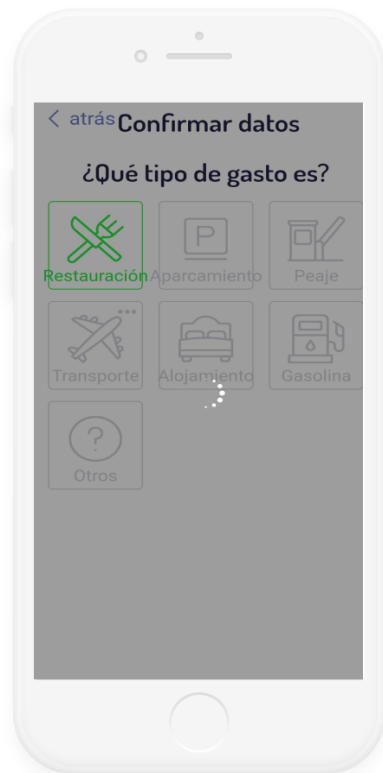 < atrás Confirmar datos
¿Qué tipo de gasto es?
P
Restauración Aparcamiento Peaje
Transporte Alojamiento Gasolina
?
Otros